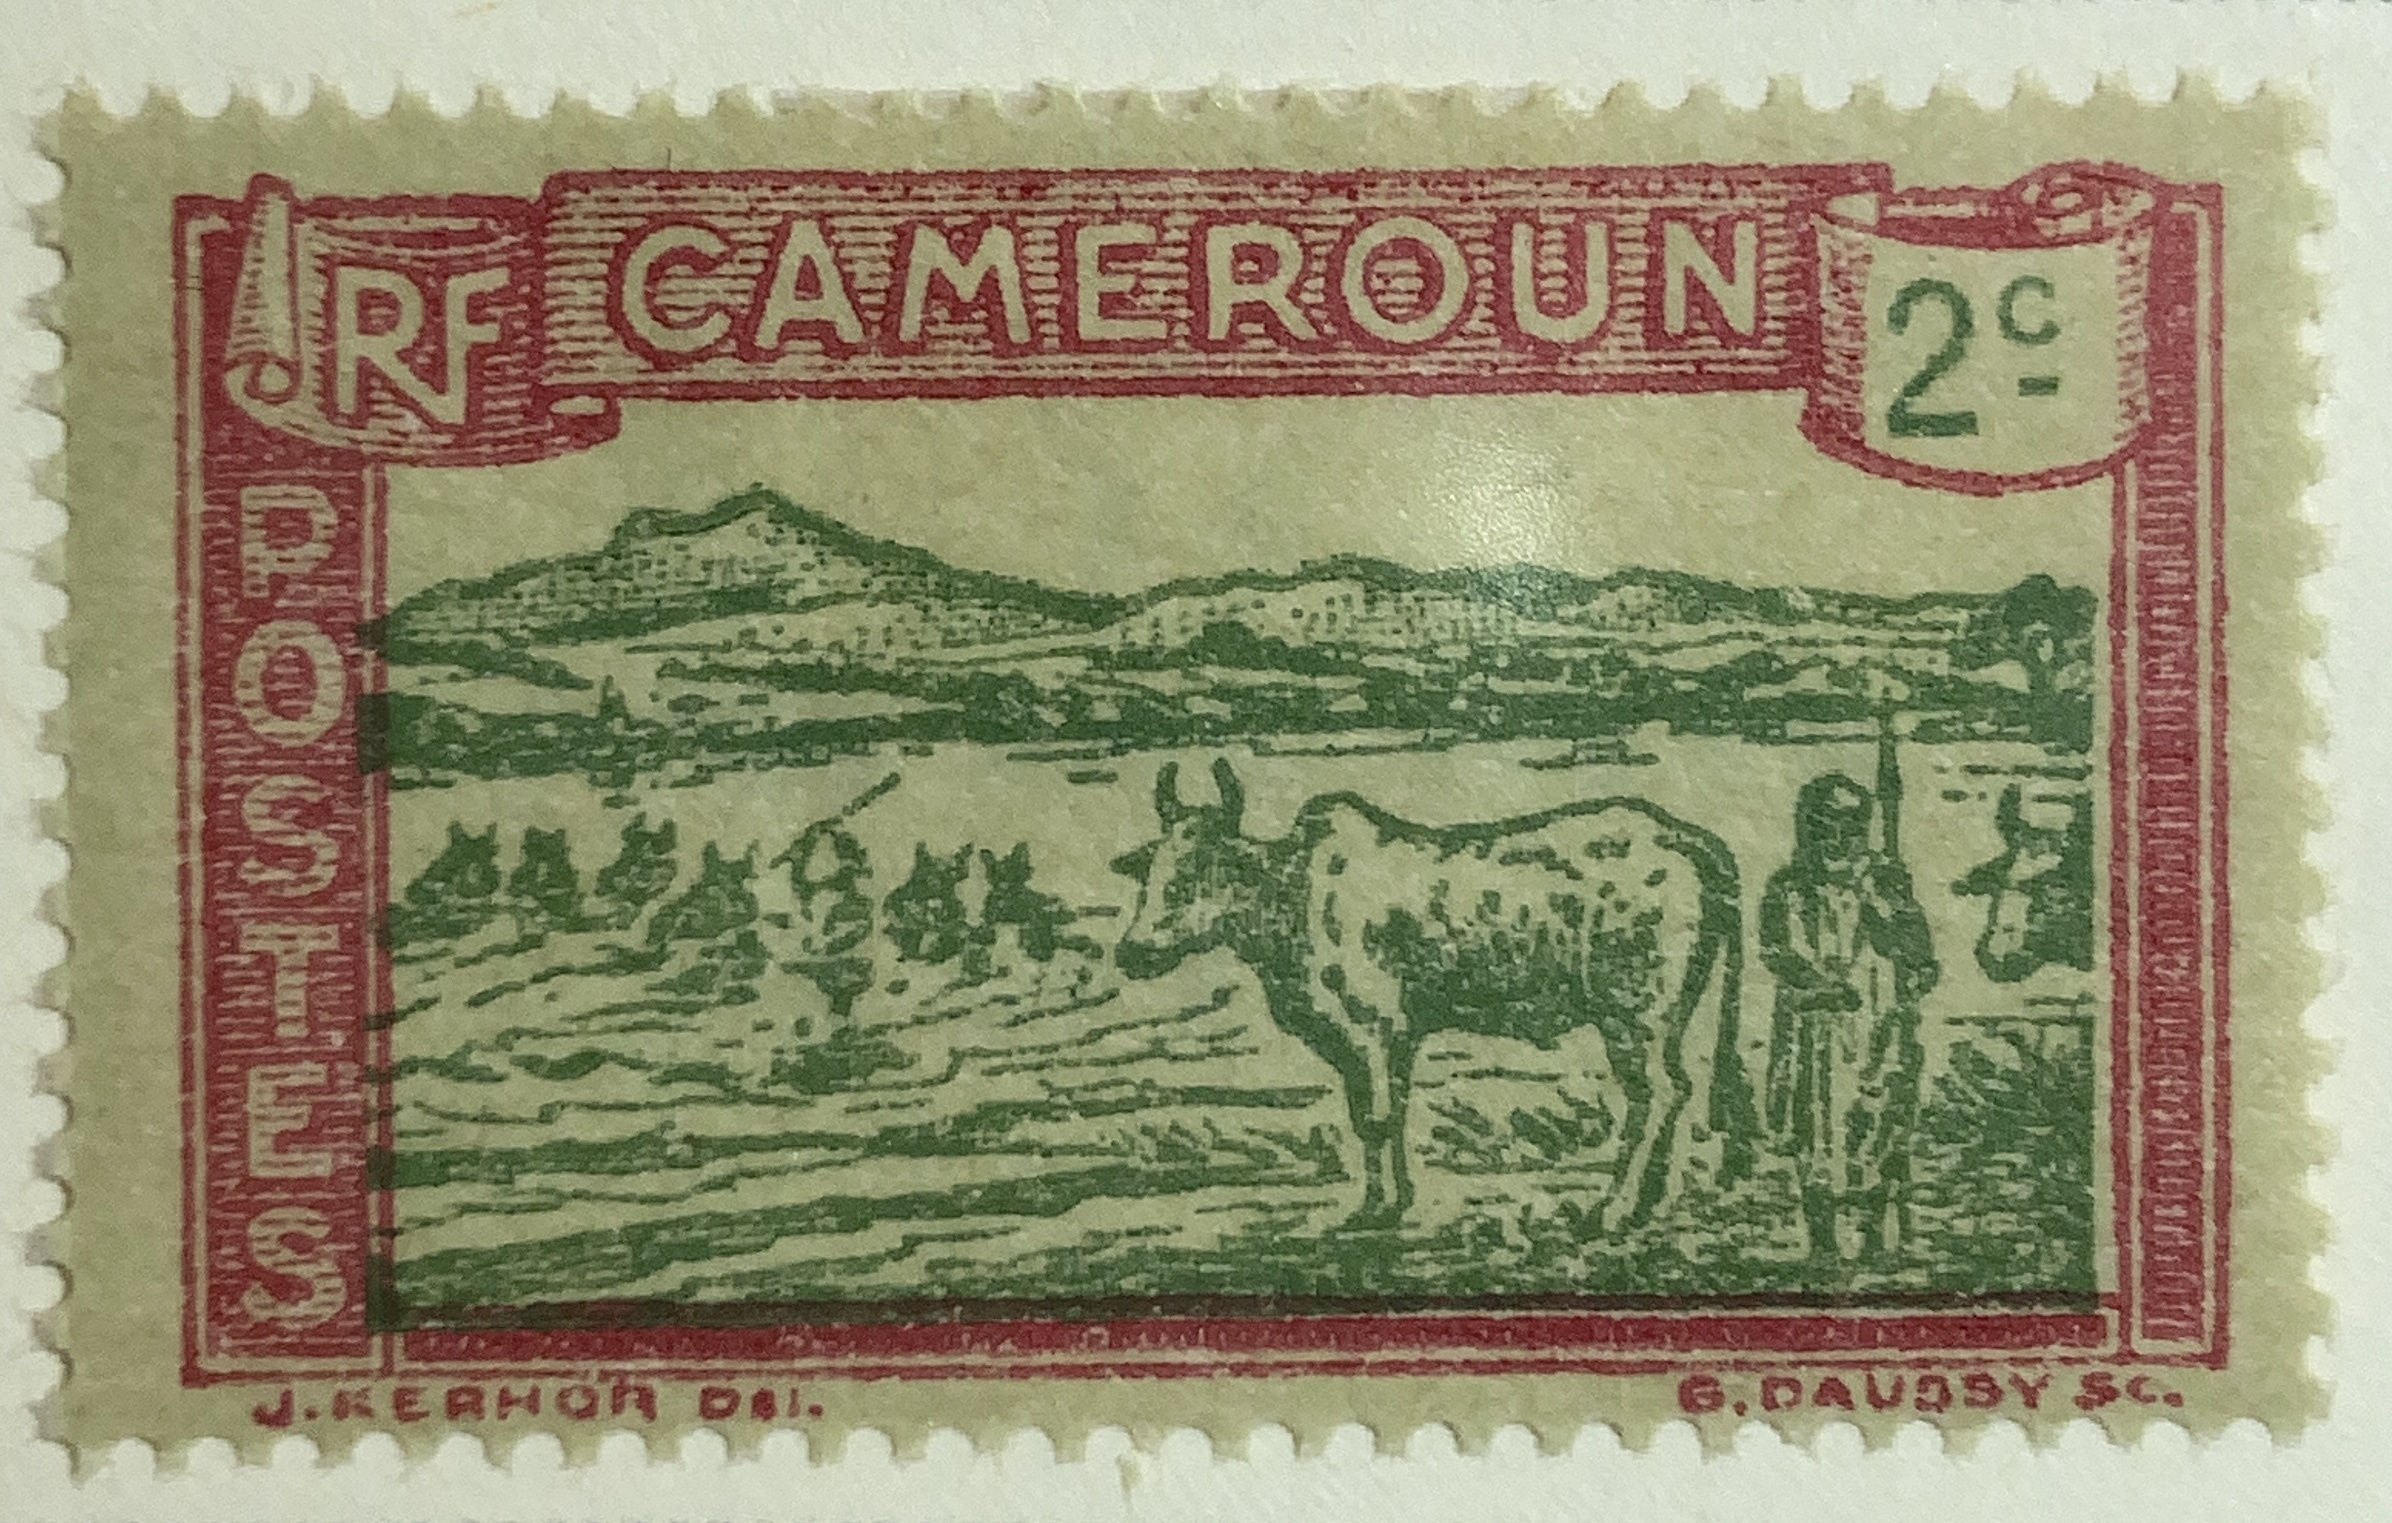 RF CAMEROUN 2c
POSTES
J. KERHOR DEL. G. DAUSSY SC.